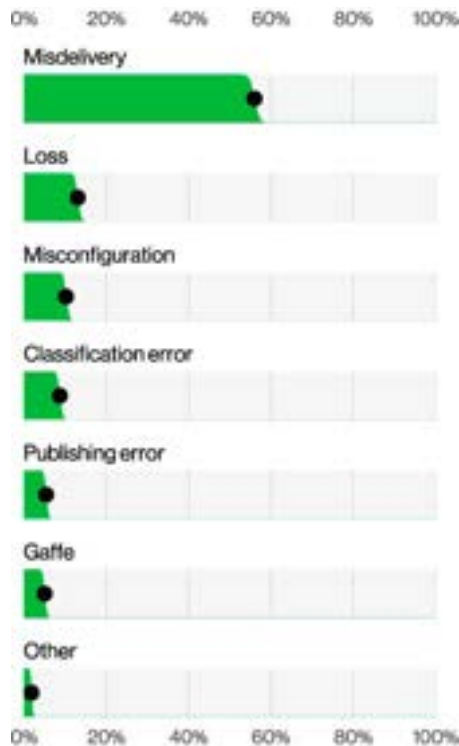 0% 20% 40% 60% 80% 100%
Misdelivery
Loss
Misconfiguration
Classification error
Publishing error
Gaffe
Other
0% 20% 40% 60% 80% 100%